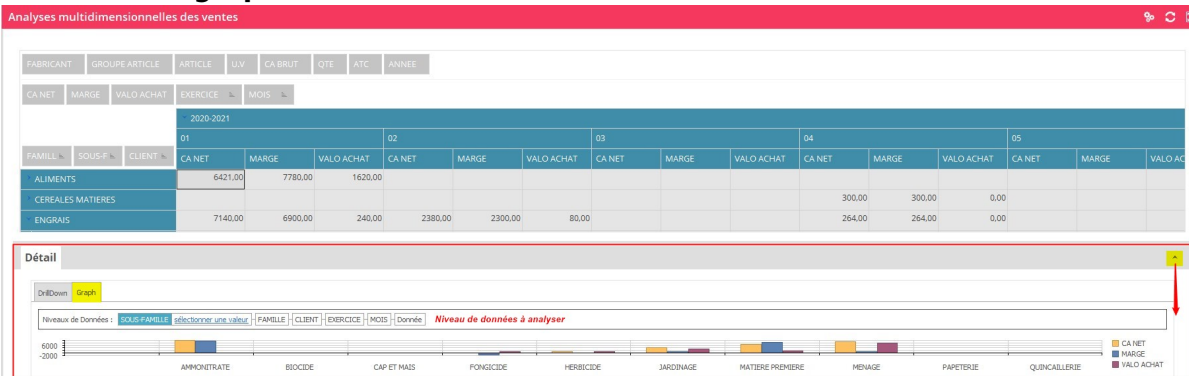 Analyses multidimensionnelles des ventes
FABRICANT GROUPE ARTICLE ARTICLE U.V CA BRUT QTE ATC ANNEE
CA NET MARGE VALO ACHAT EXERCICE MOIS
2020-2021
01 02 03 04 05
FAMILL SOUS-F CLIENT CA NET MARGE VALO ACHAT CA NET MARGE VALO ACHAT CA NET MARGE VALO ACHAT CA NET MARGE VALO ACHAT CA NET MARGE VALO AC
ALIMENTS 6421,00 7780,00 1620,00
CEREALES MATIERES 300,00 300,00 0,00
ENGRAIS 7140,00 6900,00 240,00 2380,00 2300,00 80,00 264,00 264,00 0,00
Détail
DrillDown Graph
Niveaux de Données : SOUS-FAMILLE sélectionner une valeur FAMILLE CLIENT EXERCICE MOIS Donnée Niveau de données à analyser
6000
-2000
CA NET
MARGE
VALO ACHAT
AMMONITRATE BIOCIDE CAP ET MAIS FONGICIDE HERBICIDE JARDINAGE MATIERE PREMIERE MENAGE PAPETERIE QUINCAILLERIE